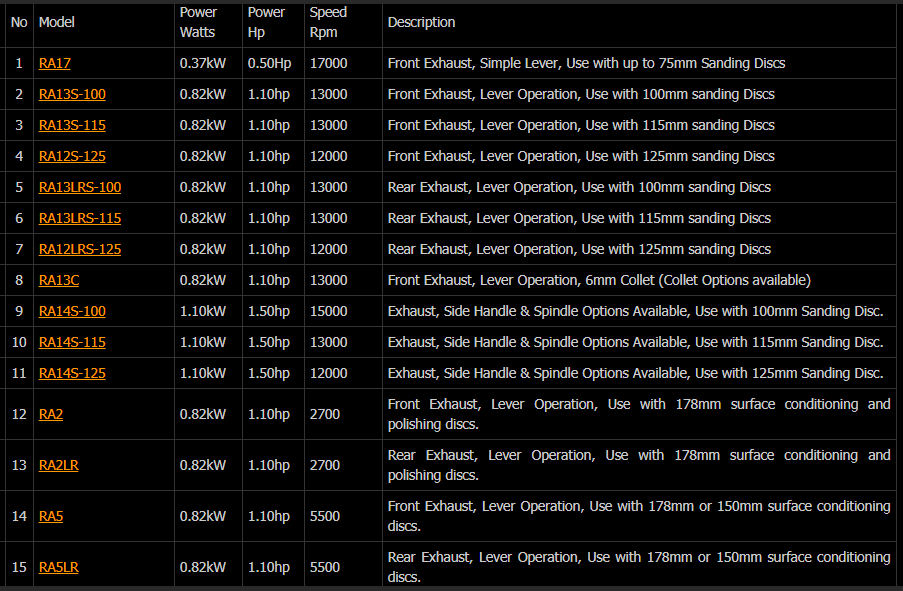 No Model Power Watts Power Hp Speed Rpm Description
1 RA17 0.37kW 0.50Hp 17000 Front Exhaust, Simple Lever, Use with up to 75mm Sanding Discs
2 RA13S-100 0.82kW 1.10hp 13000 Front Exhaust, Lever Operation, Use with 100mm sanding Discs
3 RA13S-115 0.82kW 1.10hp 13000 Front Exhaust, Lever Operation, Use with 115mm sanding Discs
4 RA12S-125 0.82kW 1.10hp 12000 Front Exhaust, Lever Operation, Use with 125mm sanding Discs
5 RA13LRS-100 0.82kW 1.10hp 13000 Rear Exhaust, Lever Operation, Use with 100mm sanding Discs
6 RA13LRS-115 0.82kW 1.10hp 13000 Rear Exhaust, Lever Operation, Use with 115mm sanding Discs
7 RA12LRS-125 0.82kW 1.10hp 12000 Rear Exhaust, Lever Operation, Use with 125mm sanding Discs
8 RA13C 0.82kW 1.10hp 13000 Front Exhaust, Lever Operation, 6mm Collet (Collet Options available)
9 RA14S-100 1.10kW 1.50hp 15000 Exhaust, Side Handle & Spindle Options Available, Use with 100mm Sanding Disc.
10 RA14S-115 1.10kW 1.50hp 13000 Exhaust, Side Handle & Spindle Options Available, Use with 115mm Sanding Disc.
11 RA14S-125 1.10kW 1.50hp 12000 Exhaust, Side Handle & Spindle Options Available, Use with 125mm Sanding Disc.
12 RA2 0.82kW 1.10hp 2700 Front Exhaust, Lever Operation, Use with 178mm surface conditioning and
polishing discs.
13 RA2LR 0.82kW 1.10hp 2700 Rear Exhaust, Lever Operation, Use with 178mm surface conditioning and
polishing discs.
14 RA5 0.82kW 1.10hp 5500 Front Exhaust, Lever Operation, Use with 178mm or 150mm surface conditioning
discs.
15 RA5LR 0.82kW 1.10hp 5500 Rear Exhaust, Lever Operation, Use with 178mm or 150mm surface conditioning
discs.